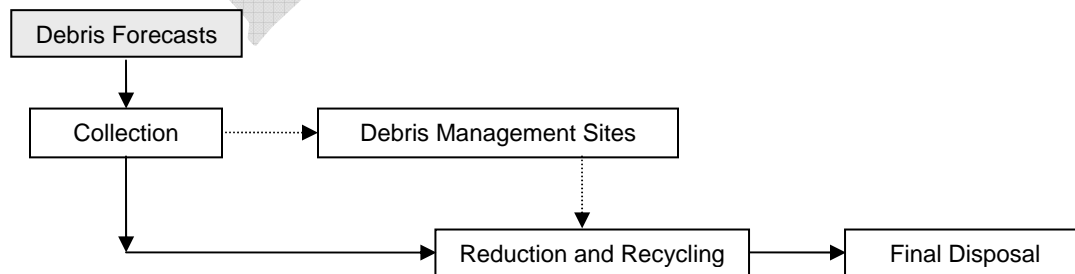 Debris Forecasts
Collection
Debris Management Sites
Reduction and Recycling
Final Disposal